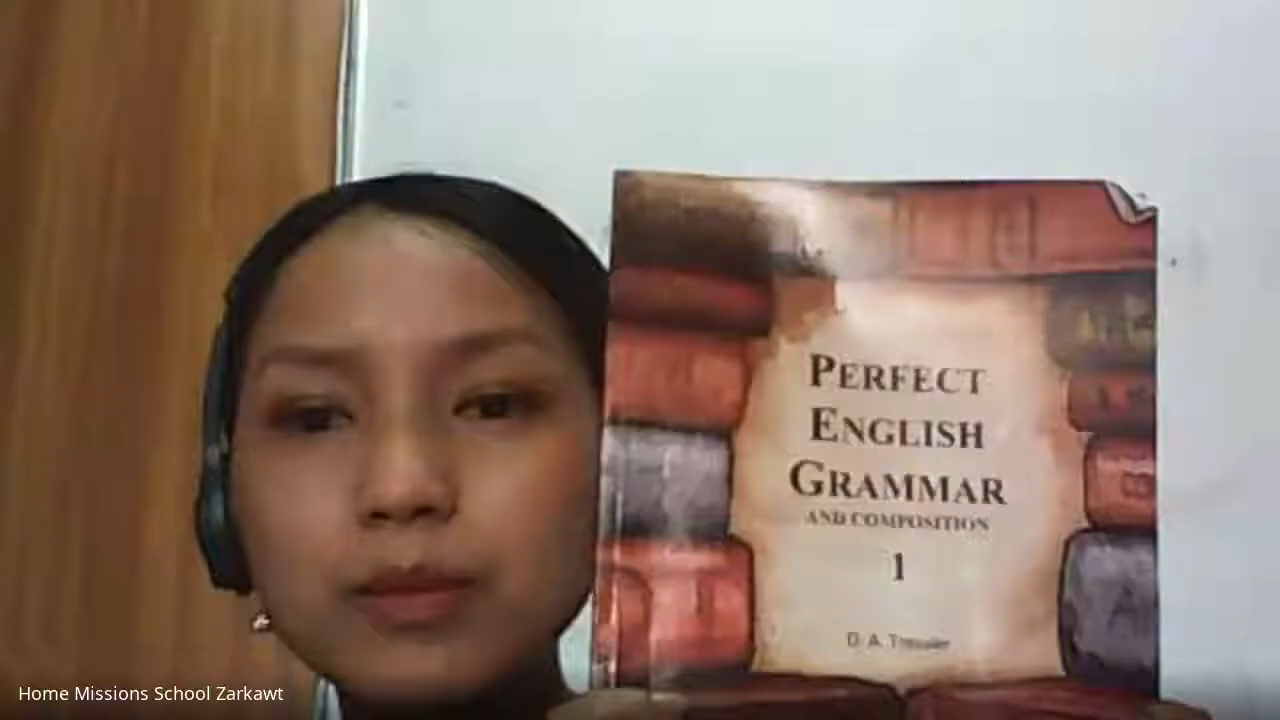 PERFECT
ENGLISH
GRAMMAR
AND COMPOSITION
1
D. A.
Home Missions School Zarkawt